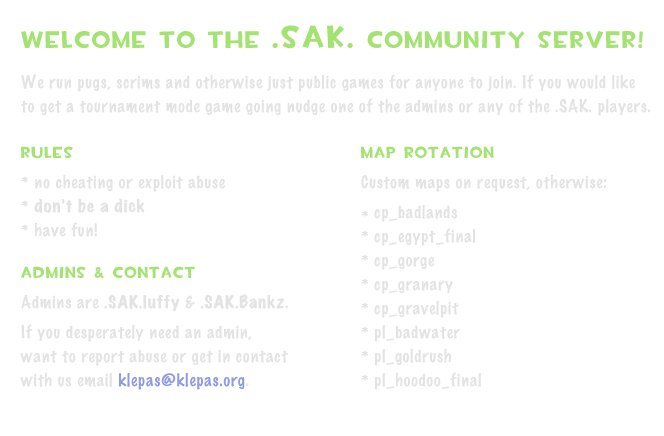 WELCOME TO THE .SAK. COMMUNITY SERVER!
We run pugs, scrims and otherwise just public games for anyone to join. If you would like
to get a tournament mode game going nudge one of the admins or any of the .SAK. players.
RULES
* no cheating or exploit abuse
* don't be a dick
* have fun!
ADMINS & CONTACT
Admins are .SAK.luffy & .SAK.Bankz.
If you desperately need an admin,
want to report abuse or get in contact
with us email klepas@klepas.org.
MAP ROTATION
Custom maps on request, otherwise:
* cp_badlands
* cp_egypt_final
* cp_gorge
* cp_granary
* cp_gravelpit
* pl_badwater
* pl_goldrush
* pl_hoodoo_final